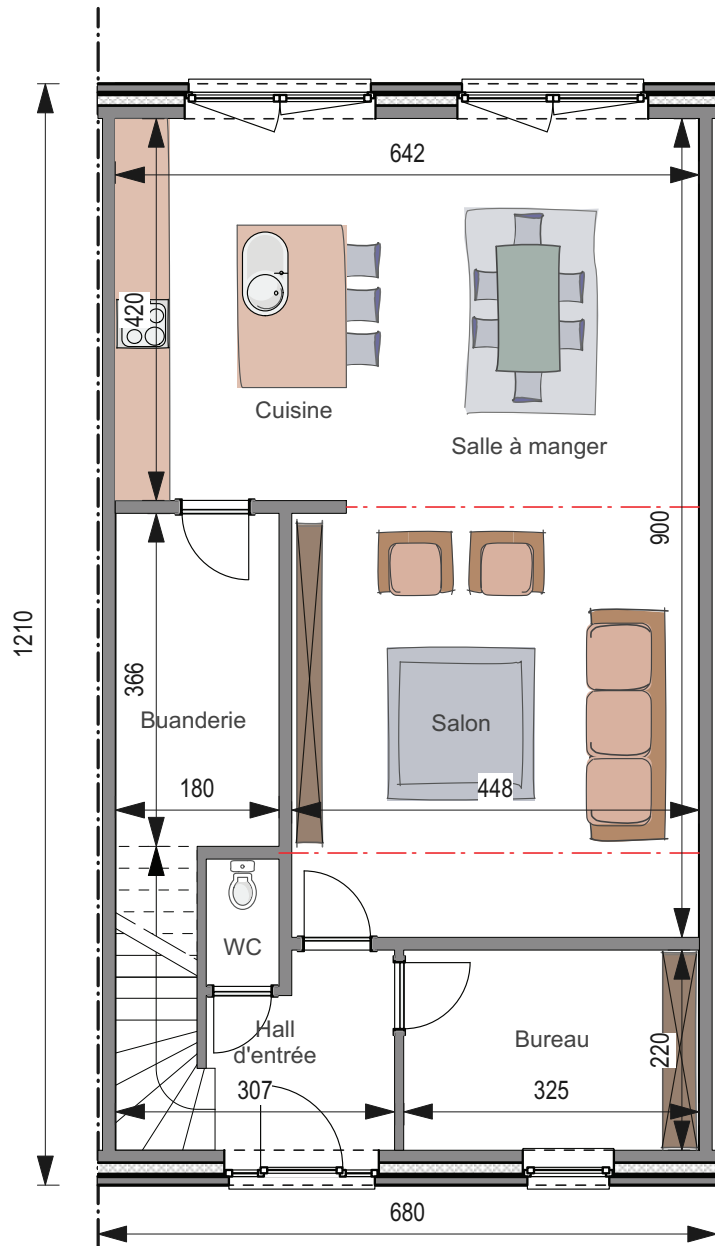 642
420
Cuisine
Salle à manger
900
1210
366
Buanderie
Salon
180
448
WC
Hall
d'entrée
Bureau
220
307
325
680